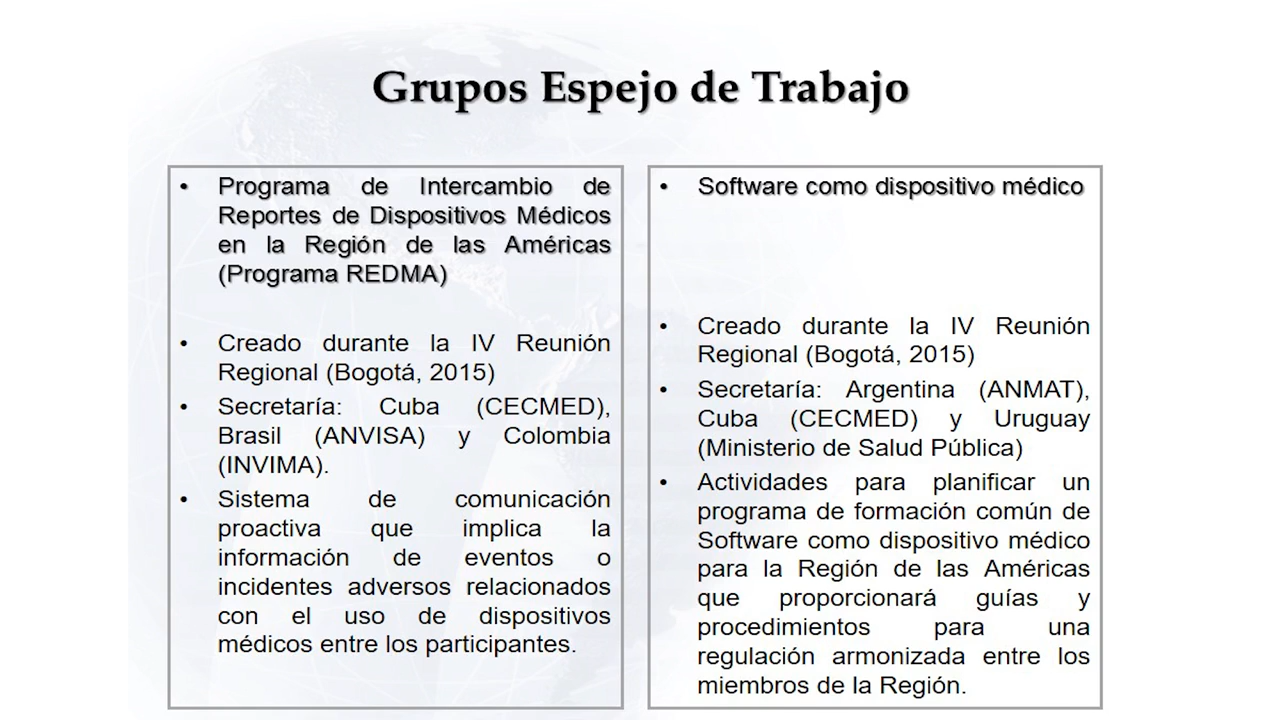 Grupos Espejo de Trabajo
• Programa de Intercambio de
Reportes de Dispositivos Médicos
en la Región de las Américas
(Programa REDMA)
• Creado durante la IV Reunión
Regional (Bogotá, 2015)
• Secretaría: Cuba (CECMED),
Brasil (ANVISA) y Colombia
(INVIMA).
• Sistema de comunicación
proactiva que implica la
información de eventos o
incidentes adversos relacionados
con el uso de dispositivos
médicos entre los participantes.
• Software como dispositivo médico
• Creado durante la IV Reunión
Regional (Bogotá, 2015)
• Secretaría: Argentina (ANMAT),
Cuba (CECMED) y Uruguay
(Ministerio de Salud Pública)
• Actividades para planificar un
programa de formación común de
Software como dispositivo médico
para la Región de las Américas
que proporcionará guías y
procedimientos para una
regulación armonizada entre los
miembros de la Región.